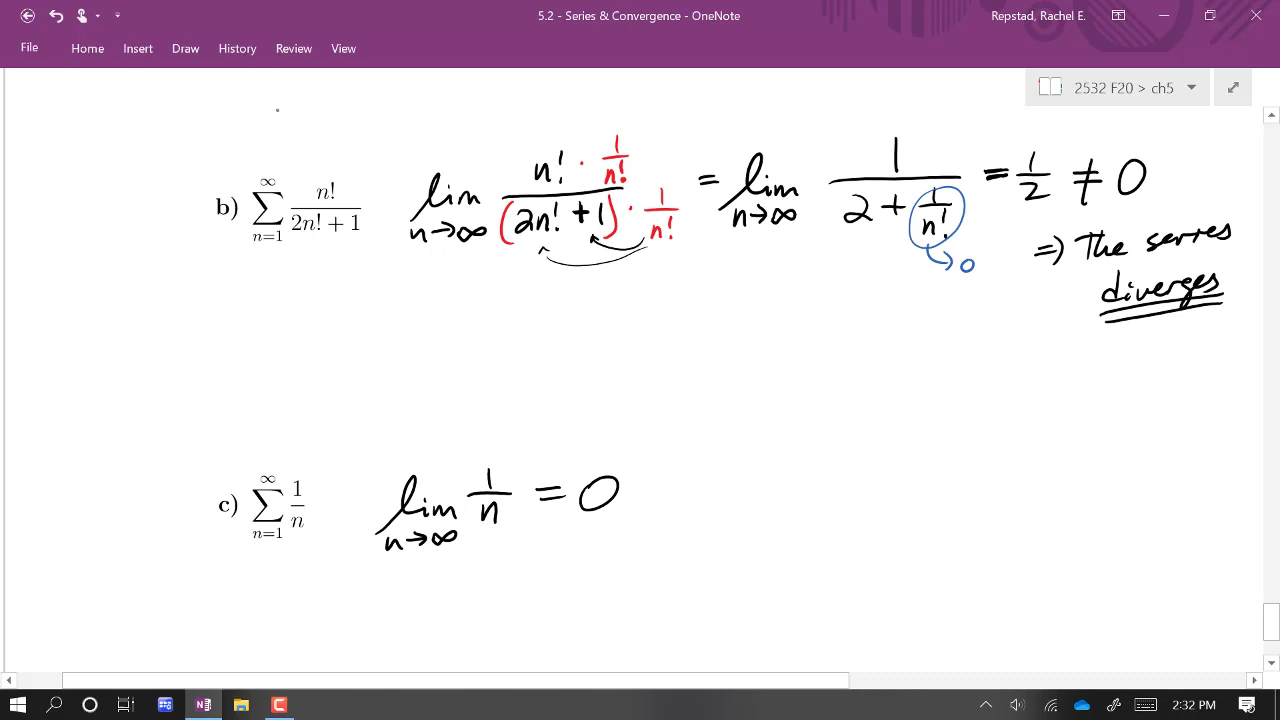 5.2 - Series & Convergence - OneNote
Repstad, Rachel E.
File Home Insert Draw History Review View
2532 F20 > ch5
b) ∑_{n=1}^{∞} n!/(2n! + 1) lim_{n→∞} (n! · 1/n!)/((2n! + 1) · 1/n!) = lim_{n→∞} 1/(2 + 1/n!) = 1/2 ≠ 0
→ 0
⇒) The series
diverges
c) ∑_{n=1}^{∞} 1/n lim_{n→∞} 1/n = 0
2:32 PM